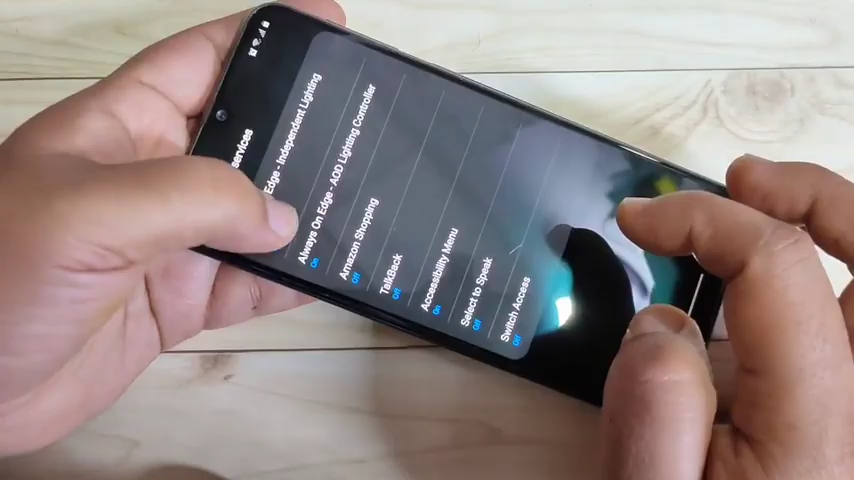 services
Edge - Independent Lighting
Always On Edge - AOD Lighting Controller
On
Amazon Shopping
Off
TalkBack
Off
Accessibility Menu
On
Select to Speak
Off
Switch Access
Off